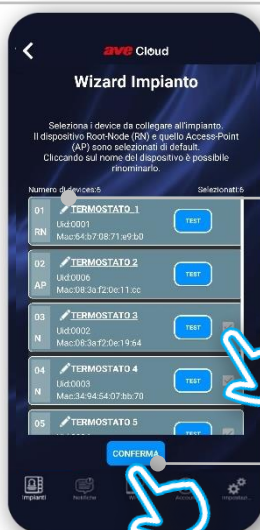 ave Cloud
Wizard Impianto
Seleziona i device da collegare all'impianto.
Il dispositivo Root-Node (RN) e quello Access-Point
(AP) sono selezionati di default.
Cliccando sul nome del dispositivo è possibile
rinominarlo.
Numero di devices:6 Selezionati:6
01 TERMOSTATO_1
RN Uid:0001 TEST
Mac:64:b7:08:71:e9:b0
02 TERMOSTATO 2
AP Uid:0006 TEST
Mac:08:3a:f2:0e:11:cc
03 TERMOSTATO 3
N Uid:0002 TEST
Mac:08:3a:f2:0e:19:64
04 TERMOSTATO 4
N Uid:0003 TEST
Mac:34:94:54:07:bb:70
05 TERMOSTATO 5
TEST
CONFERMA
Impianti Notifiche